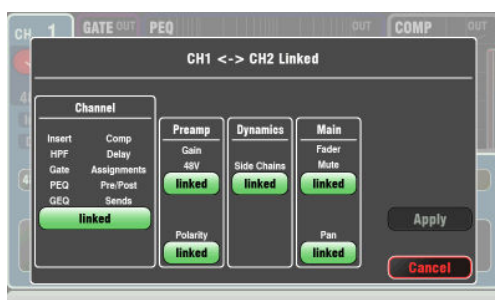 CH 1 GATE OUT PEQ OUT COMP OUT
CH1 <-> CH2 Linked
Channel
Insert Comp
HPF Delay
Gate Assignments
PEQ Pre/Post
GEQ Sends
linked
Preamp
Gain
48V
linked
Polarity
linked
Dynamics
Side Chains
linked
Main
Fader
Mute
linked
Pan
linked
Apply
Cancel